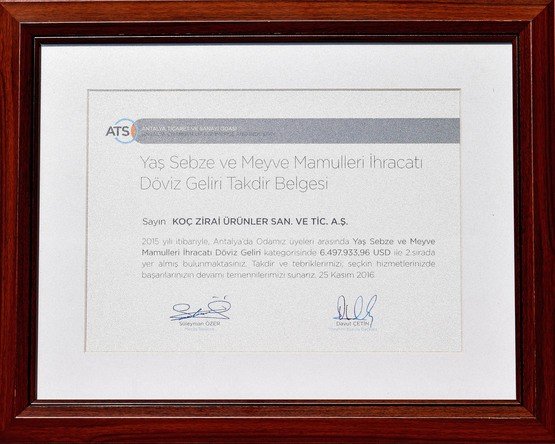 ATSO
ANTALYA TİCARET VE SANAYİ ODASI
Yaş Sebze ve Meyve Mamulleri İhracatı
Döviz Geliri Takdir Belgesi
Sayın KOÇ ZİRAİ ÜRÜNLER SAN. VE TİC. A.Ş.
2015 yılı itibariyle, Antalya'da Odamız üyeleri arasında Yaş Sebze ve Meyve
Mamulleri İhracatı Döviz Geliri kategorisinde 6.497.933,96 USD ile 2.sırada
yer almış bulunmaktasınız. Takdir ve tebriklerimizi, seçkin hizmetlerinizde
başarılarınızın devamı temennilerimizi sunarız. 25 Kasım 2016.
Süleyman ÖZER Davut ÇETİN